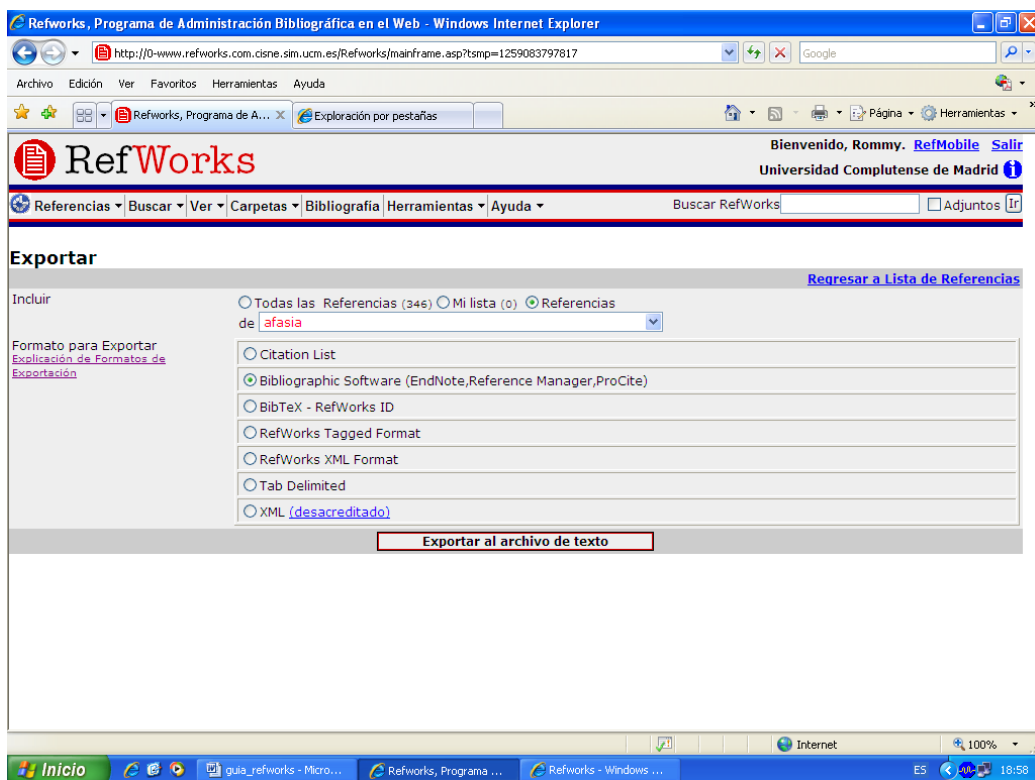 Refworks, Programa de Administración Bibliográfica en el Web - Windows Internet Explorer
http://0-www.refworks.com.cisne.sim.ucm.es/Refworks/mainframe.asp?tsmp=1259083797817
Google
Archivo Edición Ver Favoritos Herramientas Ayuda
Refworks, Programa de A... Exploración por pestañas Página Herramientas
RefWorks
Bienvenido, Rommy. RefMobile Salir
Universidad Complutense de Madrid
Referencias Buscar Ver Carpetas Bibliografía Herramientas Ayuda Buscar RefWorks Adjuntos Ir
Exportar
Regresar a Lista de Referencias
Incluir Todas las Referencias (346) Mi lista (0) Referencias
de afasia
Formato para Exportar
Explicación de Formatos de
Exportación
Citation List
Bibliographic Software (EndNote,Reference Manager,ProCite)
BibTeX - RefWorks ID
RefWorks Tagged Format
RefWorks XML Format
Tab Delimited
XML (desacreditado)
Exportar al archivo de texto
Internet 100%
Inicio guia_refworks - Micro... Refworks, Programa ... Refworks - Windows ... ES 18:58